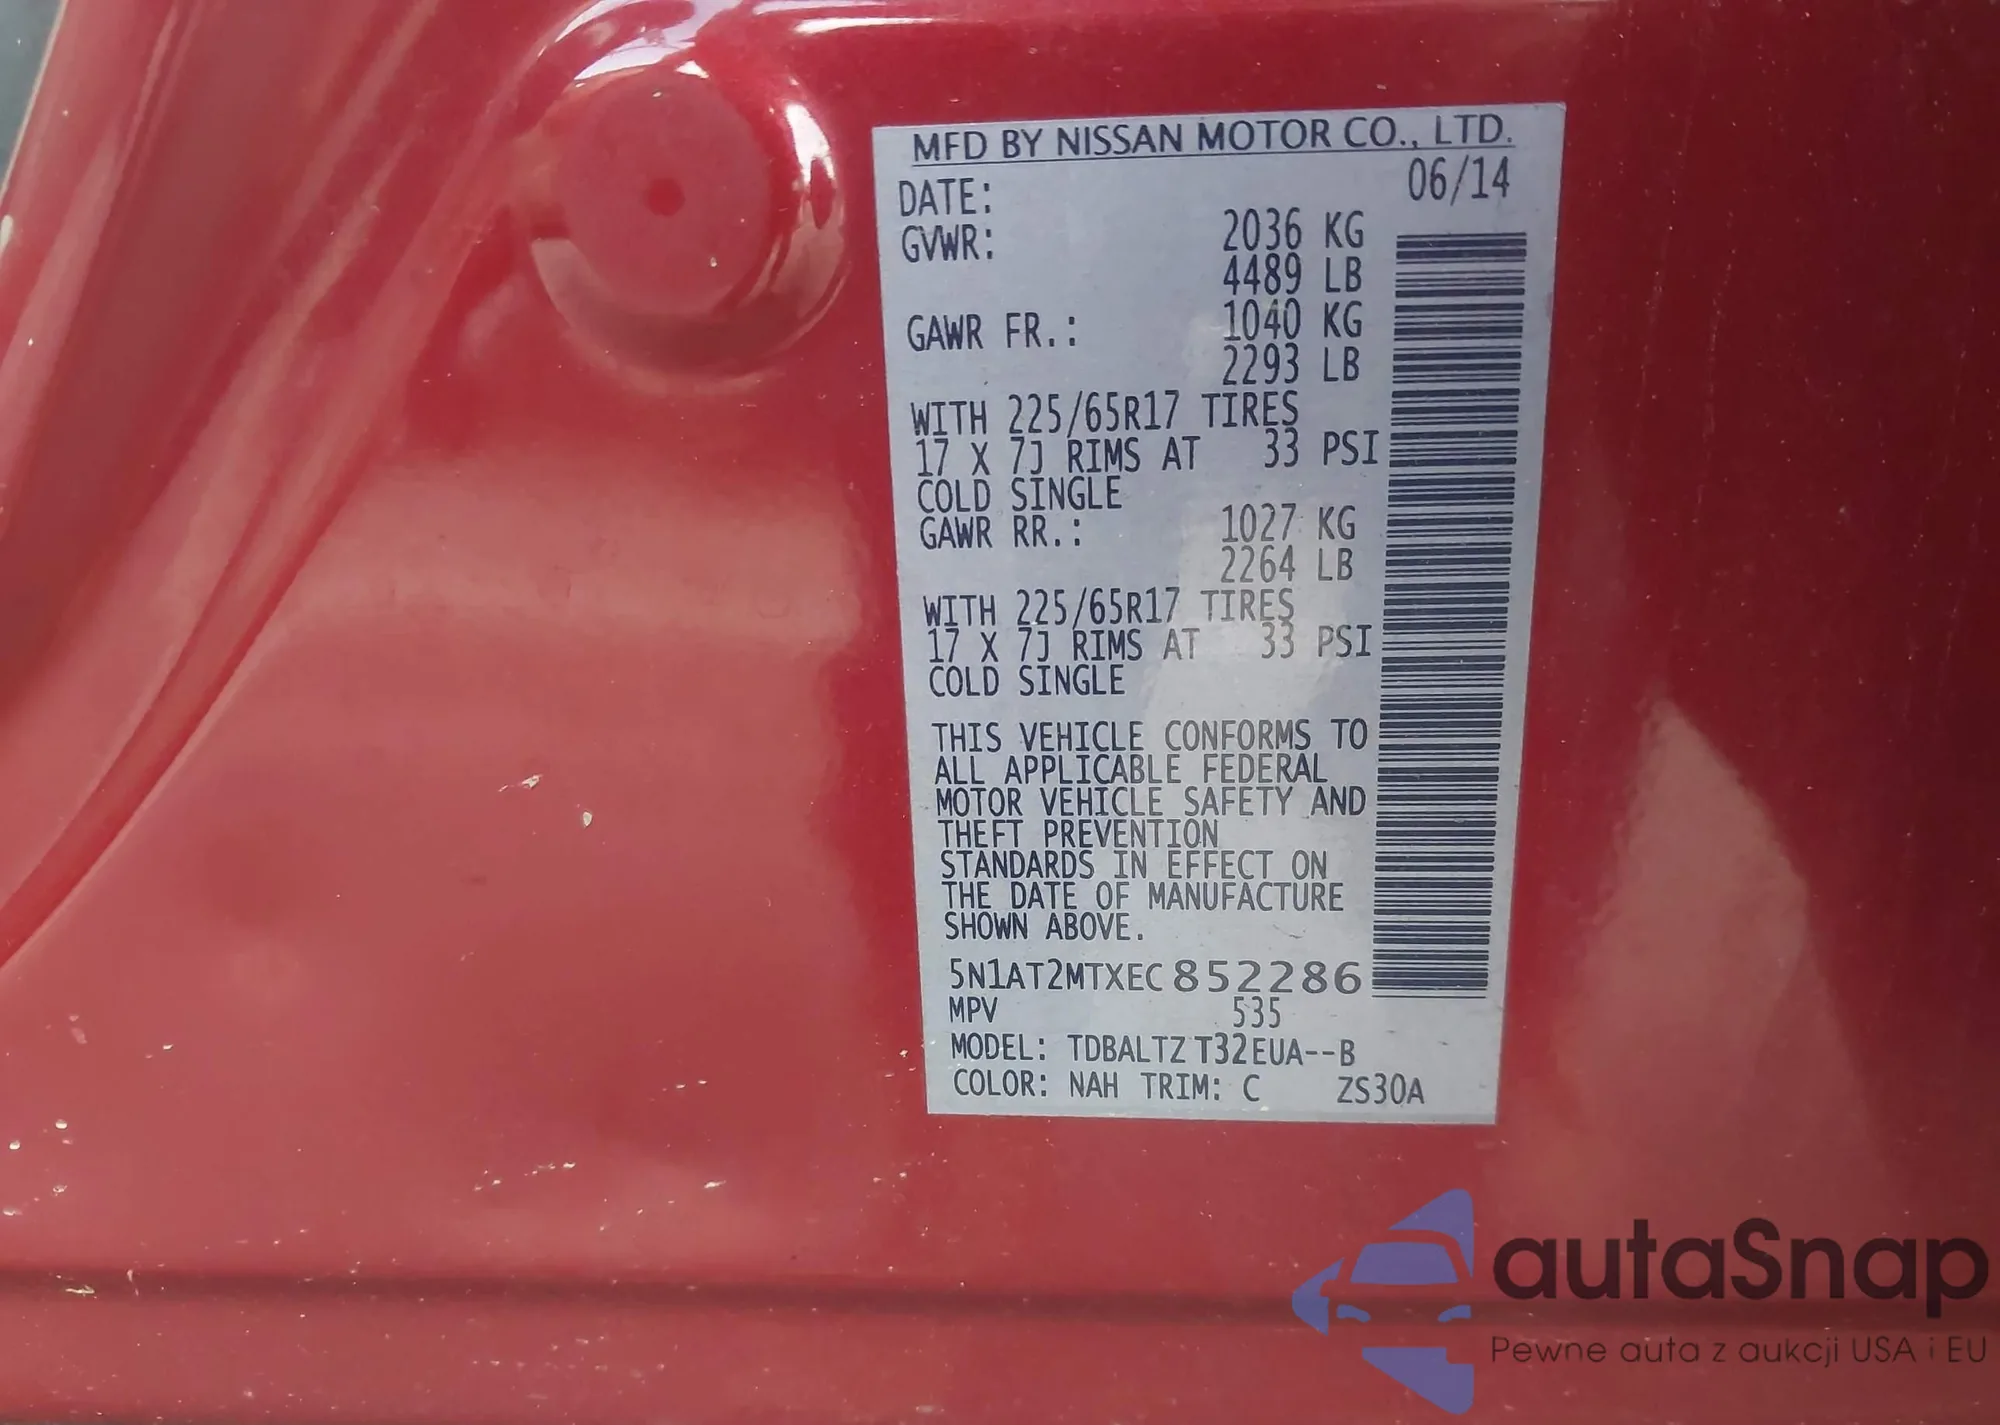 MFD BY NISSAN MOTOR CO., LTD.
DATE: 06/14
GVWR: 2036 KG
4489 LB
GAWR FR.: 1040 KG
2293 LB
WITH 225/65R17 TIRES
17 X 7J RIMS AT 33 PSI
COLD SINGLE
GAWR RR.: 1027 KG
2264 LB
WITH 225/65R17 TIRES
17 X 7J RIMS AT 33 PSI
COLD SINGLE
THIS VEHICLE CONFORMS TO
ALL APPLICABLE FEDERAL
MOTOR VEHICLE SAFETY AND
THEFT PREVENTION
STANDARDS IN EFFECT ON
THE DATE OF MANUFACTURE
SHOWN ABOVE.
5N1AT2MTXEC852286
MPV 535
MODEL: TDBALTZ T32EUA--B
COLOR: NAH TRIM: C ZS30A
autaSnap
Pewne auta z aukcji USA i EU